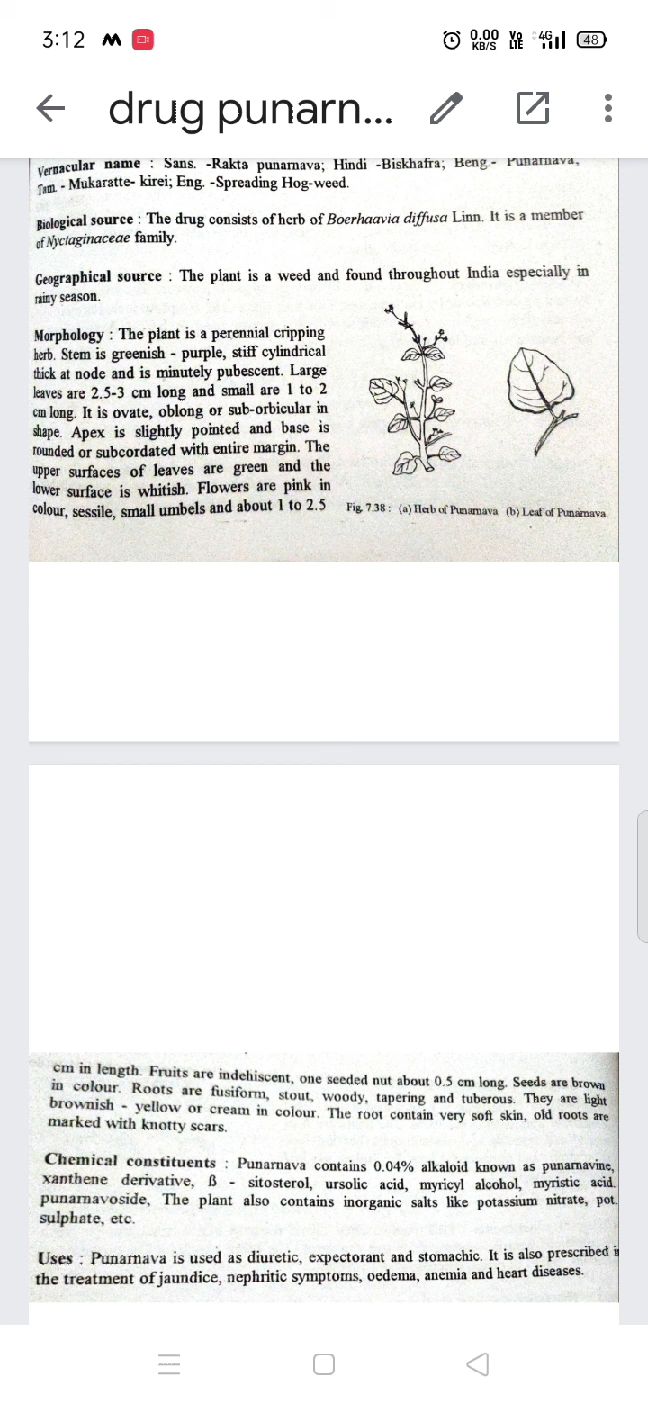 3:12
0.00 KB/S Vo LTE 4G 48
drug punarn...
Vernacular name : Sans. -Rakta punarnava; Hindi -Biskhafra; Beng - Punarnava,
Tam. - Mukaratte- kirei; Eng. -Spreading Hog-weed.
Biological source : The drug consists of herb of Boerhaavia diffusa Linn. It is a member
of Nyctaginaceae family.
Geographical source : The plant is a weed and found throughout India especially in
rainy season.
Morphology : The plant is a perennial cripping
herb. Stem is greenish - purple, stiff cylindrical
thick at node and is minutely pubescent. Large
leaves are 2.5-3 cm long and small are 1 to 2
cm long. It is ovate, oblong or sub-orbicular in
shape. Apex is slightly pointed and base is
rounded or subcordated with entire margin. The
upper surfaces of leaves are green and the
lower surface is whitish. Flowers are pink in
colour, sessile, small umbels and about 1 to 2.5
Fig. 7.38 : (a) Herb of Punarnava (b) Leaf of Punarnava
cm in length. Fruits are indehiscent, one seeded nut about 0.5 cm long. Seeds are brown
in colour. Roots are fusiform, stout, woody, tapering and tuberous. They are light
brownish - yellow or cream in colour. The root contain very soft skin, old roots are
marked with knotty scars.
Chemical constituents : Punarnava contains 0.04% alkaloid known as punarnavine,
xanthene derivative, β - sitosterol, ursolic acid, myricyl alcohol, myristic acid.
punarnavoside, The plant also contains inorganic salts like potassium nitrate, pot.
sulphate, etc.
Uses : Punarnava is used as diuretic, expectorant and stomachic. It is also prescribed i
the treatment of jaundice, nephritic symptoms, oedema, anemia and heart diseases.